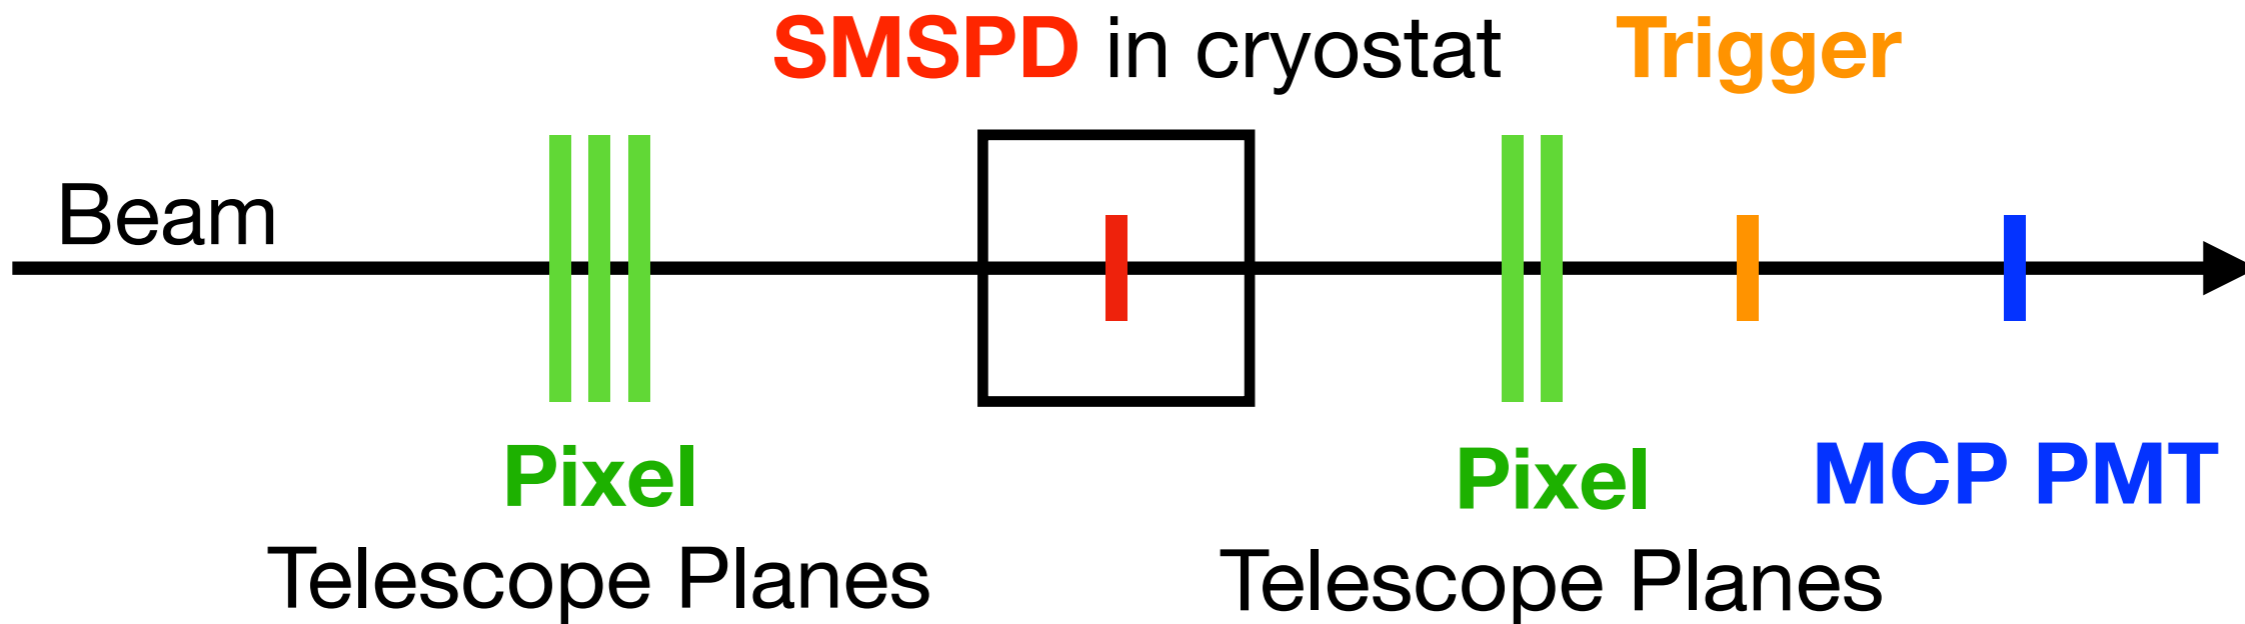 SMSPD in cryostat
Trigger
Beam
Pixel
Telescope Planes
Pixel
Telescope Planes
MCP PMT